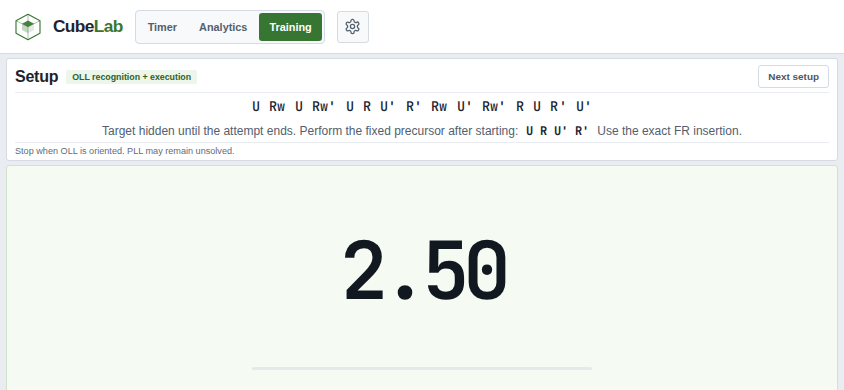 CubeLab Timer Analytics Training
Setup OLL recognition + execution Next setup
U Rw U Rw' U R U' R' Rw U' Rw' R U R' U'
Target hidden until the attempt ends. Perform the fixed precursor after starting: U R U' R' Use the exact FR insertion.
Stop when OLL is oriented. PLL may remain unsolved.
2.50